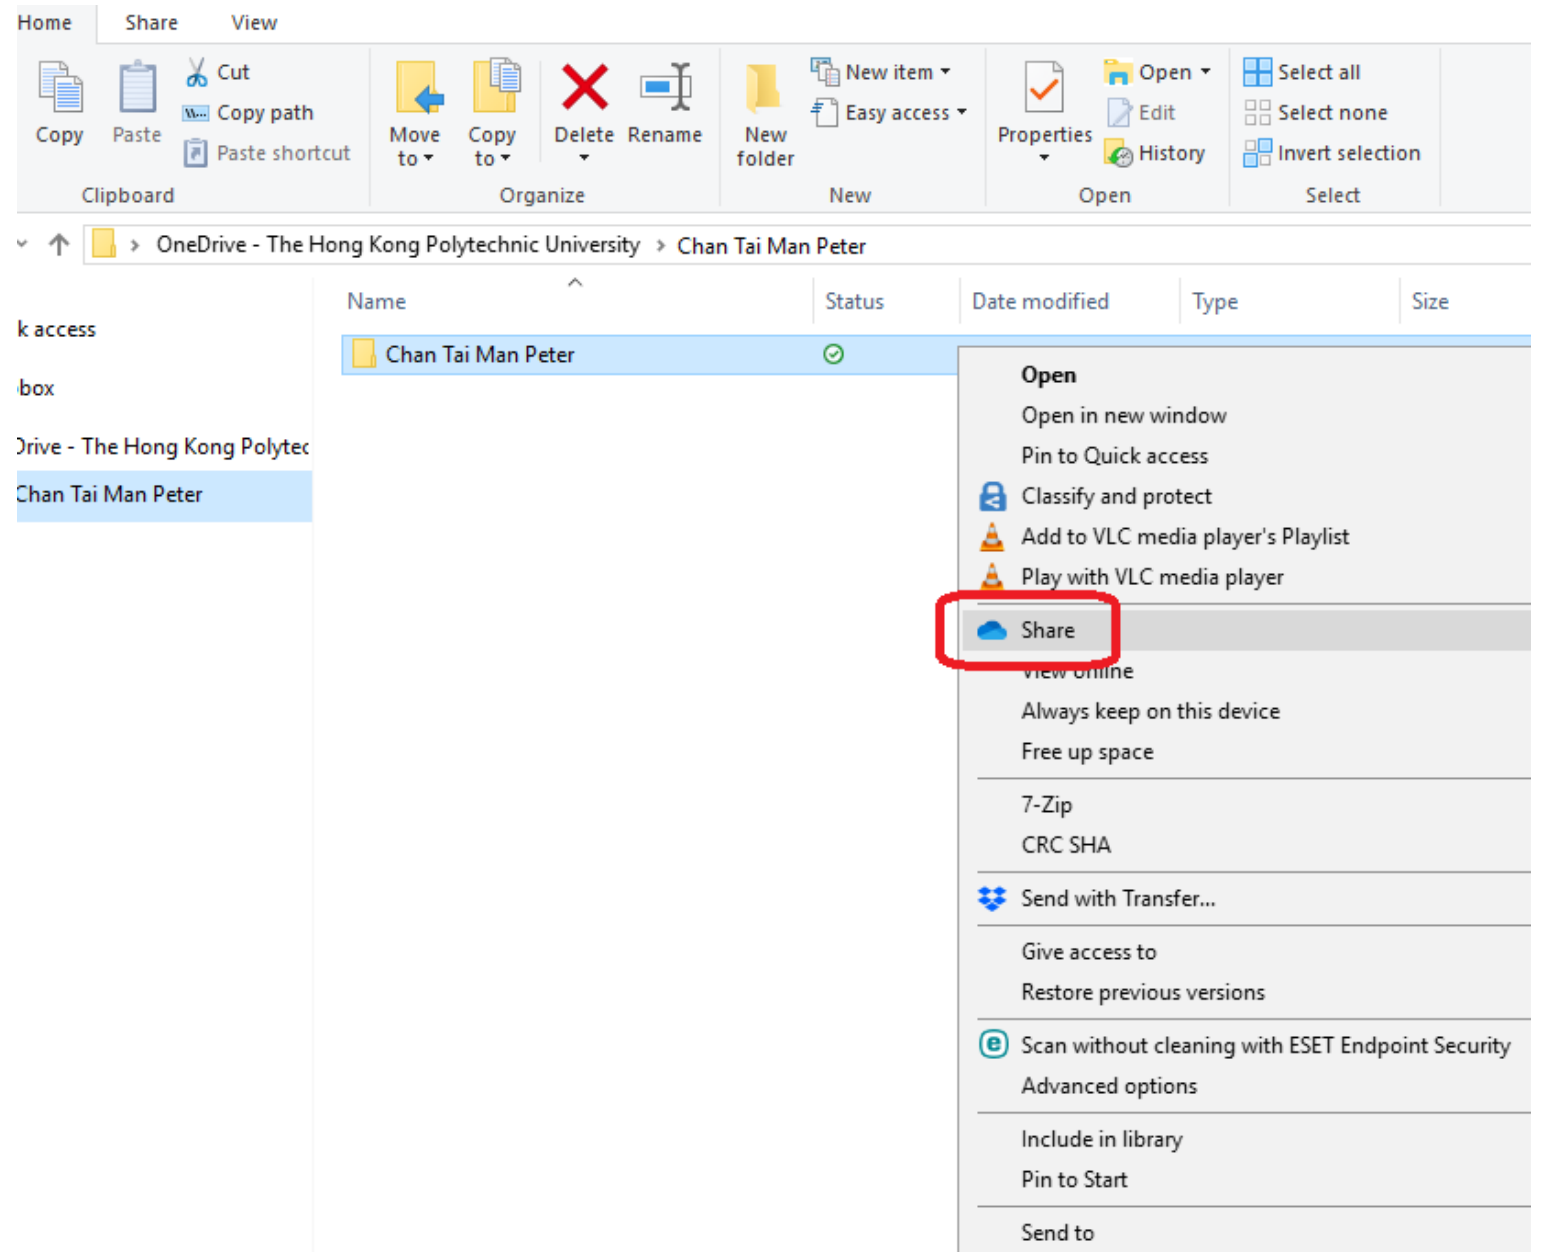 Home Share View
Cut
Copy path
Paste shortcut
Copy Paste
Move to
Copy to
Delete Rename
New folder
New item
Easy access
Properties
Open
Edit
History
Select all
Select none
Invert selection
Clipboard Organize New Open Select
OneDrive - The Hong Kong Polytechnic University > Chan Tai Man Peter
Name Status Date modified Type Size
k access
box
Drive - The Hong Kong Polytec
Chan Tai Man Peter
Chan Tai Man Peter
Open
Open in new window
Pin to Quick access
Classify and protect
Add to VLC media player's Playlist
Play with VLC media player
Share
View online
Always keep on this device
Free up space
7-Zip
CRC SHA
Send with Transfer...
Give access to
Restore previous versions
Scan without cleaning with ESET Endpoint Security
Advanced options
Include in library
Pin to Start
Send to